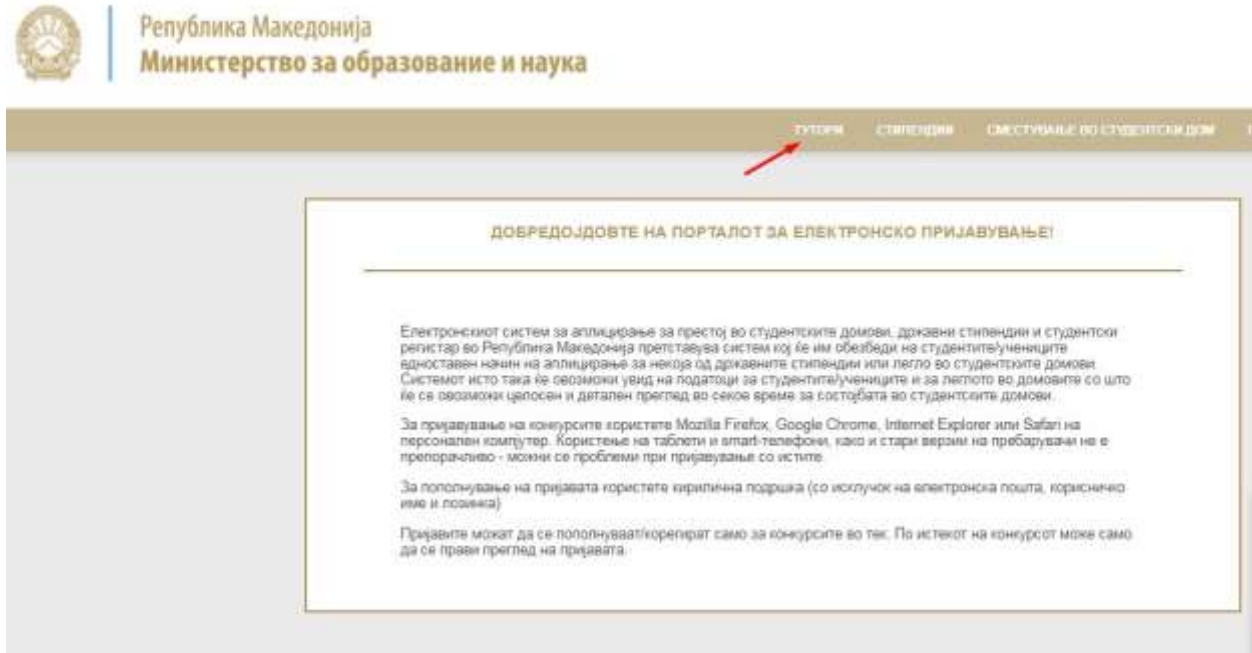 Република Македонија
Министерство за образование и наука
ТУТОРИ СТИПЕНДИИ СМЕСТУВАЊЕ ВО СТУДЕНТСКИ ДОМ
ДОБРЕДОЈДОВТЕ НА ПОРТАЛОТ ЗА ЕЛЕКТРОНСКО ПРИЈАВУВАЊЕ!
Електронскиот систем за аплицирање за престој во студентските домови, државни стипендии и студентски
регистар во Република Македонија претставува систем кој ќе им обезбеди на студентите/учениците
едноставен начин на аплицирање за некоја од државните стипендии или легло во студентските домови.
Системот исто така ќе овозможи увид на податоци за студентите/учениците и за леглото во домовите со што
ќе се овозможи целосен и детален преглед во секое време за состојбата во студентските домови.
За пријавување на конкурсите користете Mozilla Firefox, Google Chrome, Internet Explorer или Safari на
персонален компјутер. Користење на таблети и smart-телефони, како и стари верзии на пребарувачи не е
препорачливо - можни се проблеми при пријавување со истите.
За пополнување на пријавата користете кирилична подршка (со исклучок на електронска пошта, корисничко
име и лозинка)
Пријавите можат да се пополнуваат/корегират само за конкурсите во тек. По истекот на конкурсот може само
да се прави преглед на пријавата.